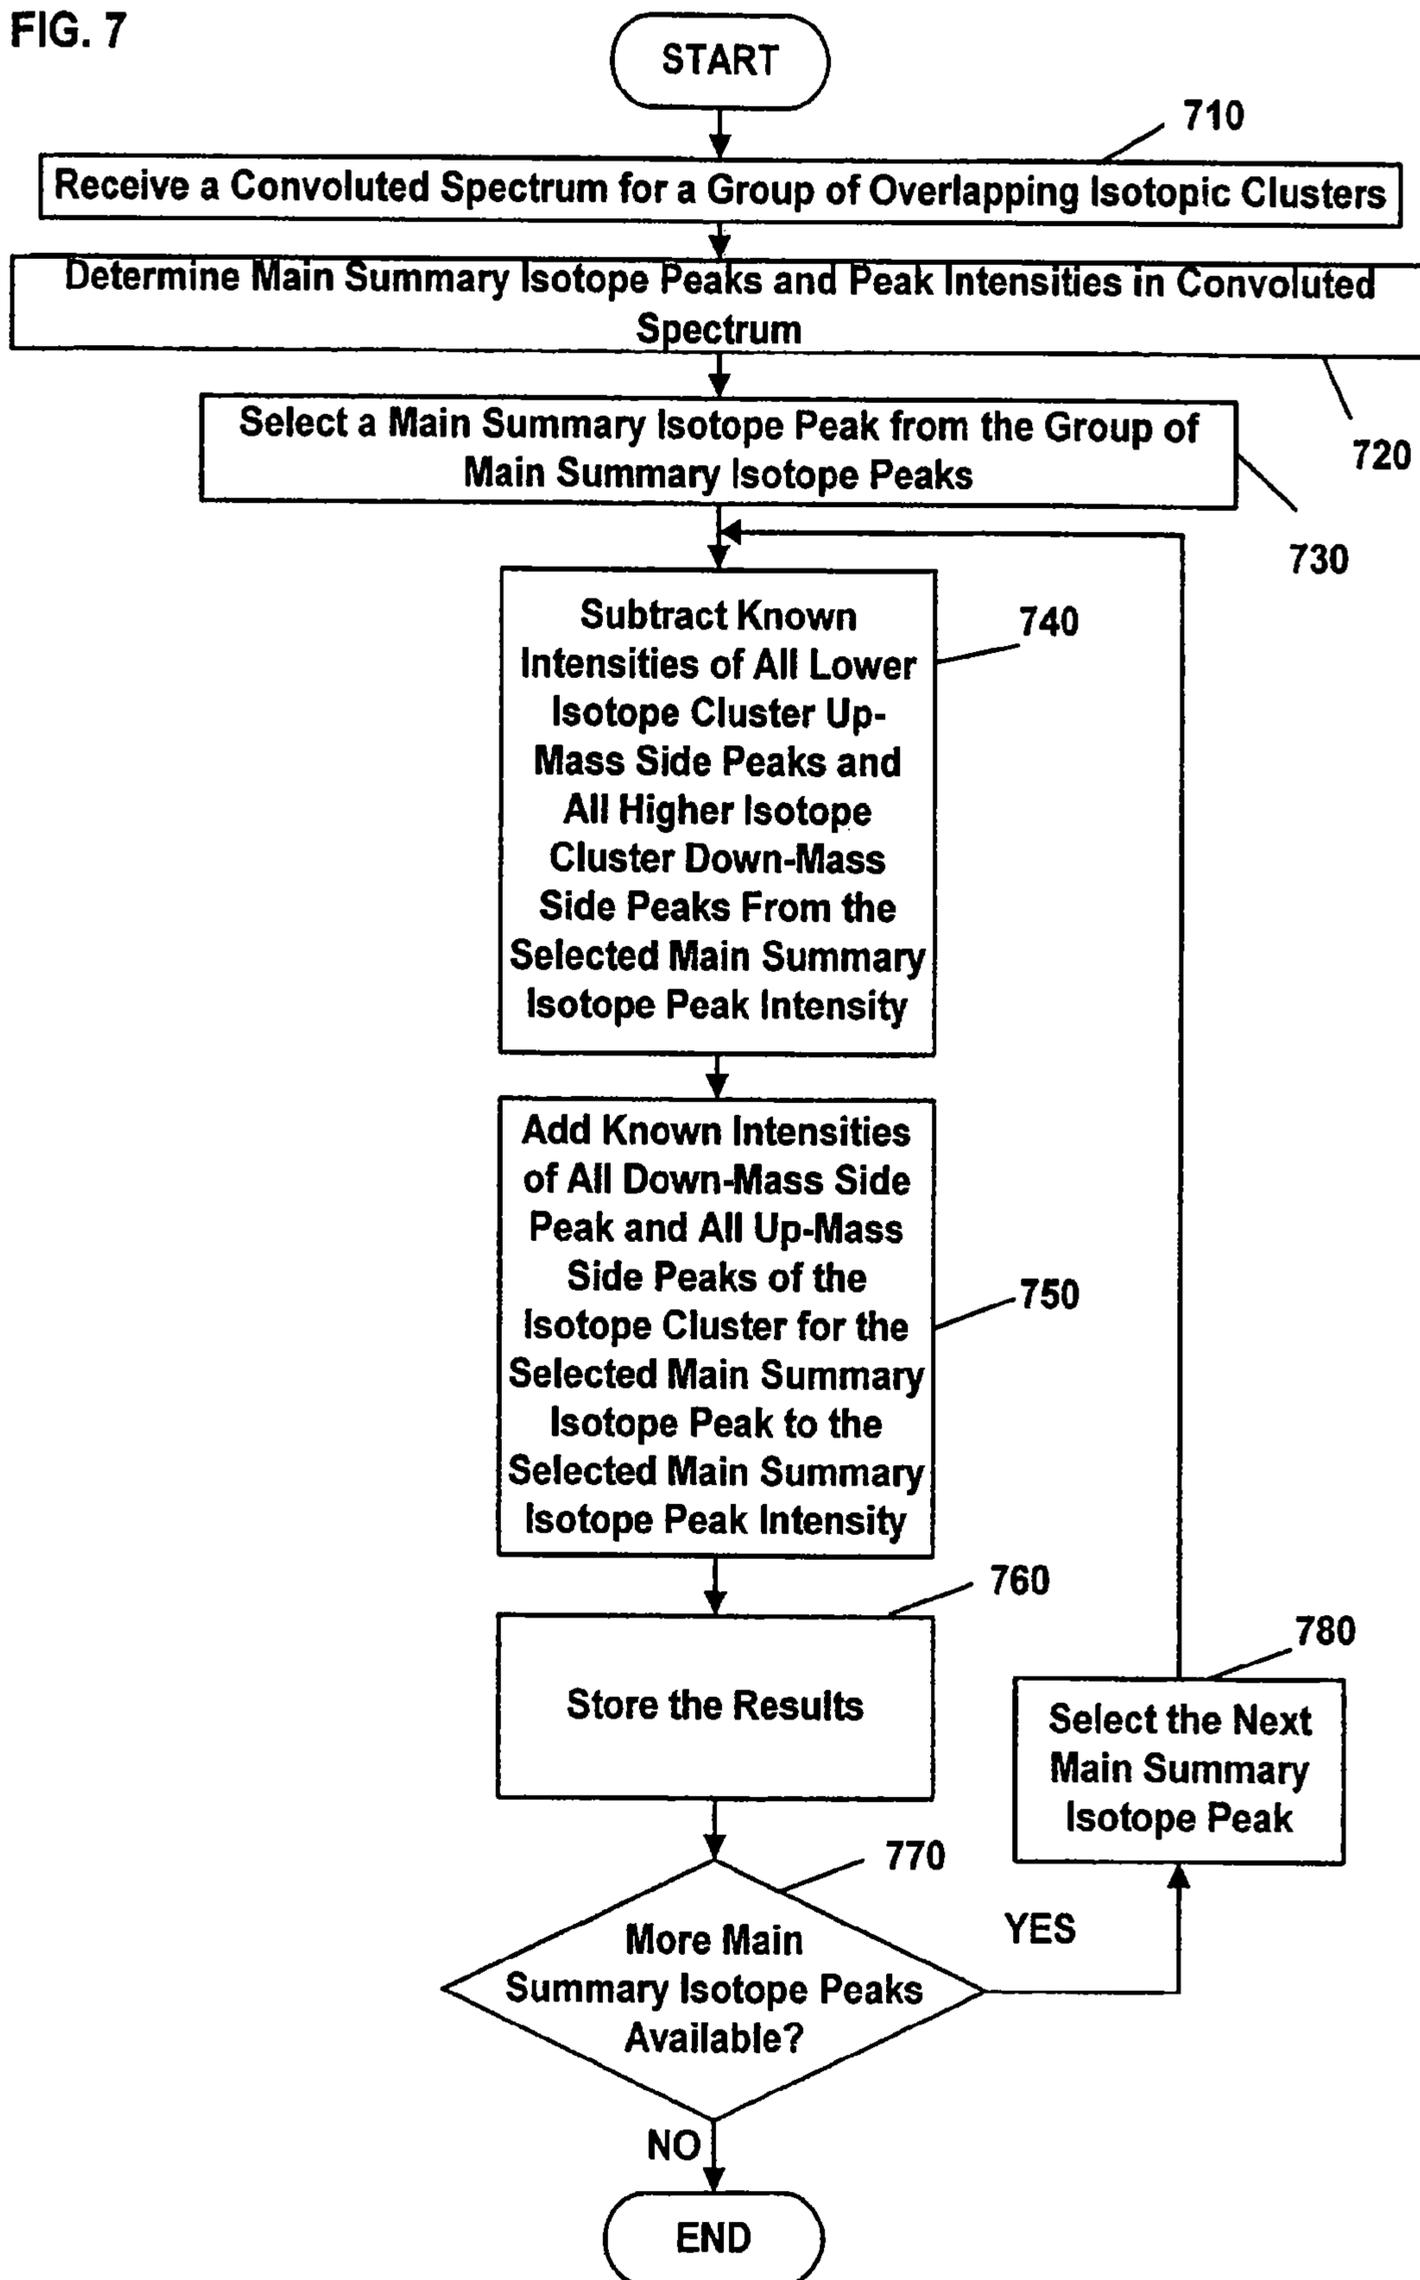 FIG. 7
START
710
Receive a Convoluted Spectrum for a Group of Overlapping Isotopic Clusters
Determine Main Summary Isotope Peaks and Peak Intensities in Convoluted
Spectrum
720
Select a Main Summary Isotope Peak from the Group of
Main Summary Isotope Peaks
730
Subtract Known
Intensities of All Lower
Isotope Cluster Up-
Mass Side Peaks and
All Higher Isotope
Cluster Down-Mass
Side Peaks From the
Selected Main Summary
Isotope Peak Intensity
740
Add Known Intensities
of All Down-Mass Side
Peak and All Up-Mass
Side Peaks of the
Isotope Cluster for the
Selected Main Summary
Isotope Peak to the
Selected Main Summary
Isotope Peak Intensity
750
760
Store the Results
780
Select the Next
Main Summary
Isotope Peak
770
More Main
Summary Isotope Peaks
Available?
YES
NO
END